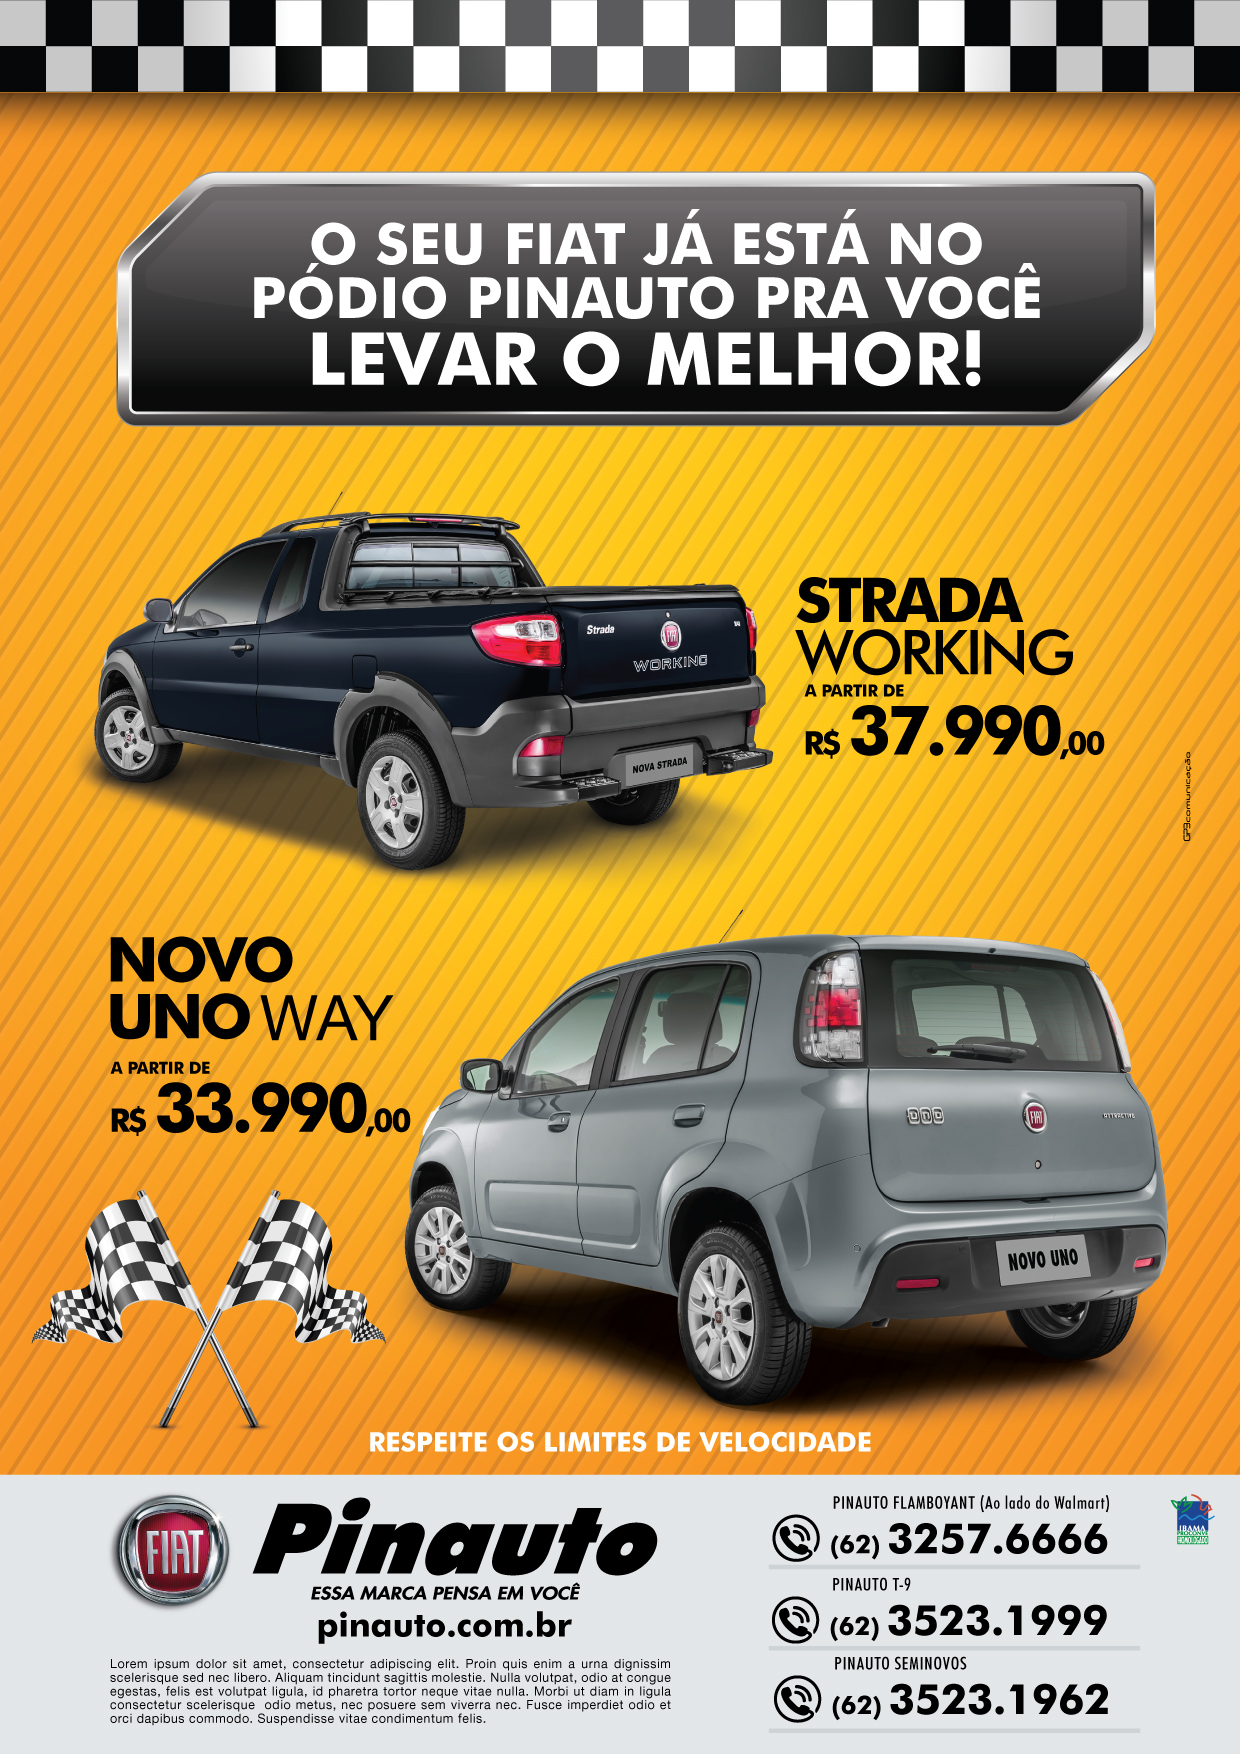 O SEU FIAT JÁ ESTÁ NO
PÓDIO PINAUTO PRA VOCÊ
LEVAR O MELHOR!
Strada
FIAT
WORKING
NOVA STRADA
STRADA
WORKING
A PARTIR DE
R$ 37.990,00
GP3comunicação
NOVO
UNO WAY
A PARTIR DE
R$ 33.990,00
UNO
FIAT
ATTRACTIVE
NOVO UNO
RESPEITE OS LIMITES DE VELOCIDADE
FIAT
Pinauto
ESSA MARCA PENSA EM VOCÊ
pinauto.com.br
Lorem ipsum dolor sit amet, consectetur adipiscing elit. Proin quis enim a urna dignissim
scelerisque sed nec libero. Aliquam tincidunt sagittis molestie. Nulla volutpat, odio at congue
egestas, felis est volutpat ligula, id pharetra tortor neque vitae nulla. Morbi ut diam in ligula
consectetur scelerisque odio metus, nec posuere sem viverra nec. Fusce imperdiet odio et
orci dapibus commodo. Suspendisse vitae condimentum felis.
PINAUTO FLAMBOYANT (Ao lado do Walmart)
(62) 3257.6666
PINAUTO T-9
(62) 3523.1999
PINAUTO SEMINOVOS
(62) 3523.1962
IBAMA
HOMOLOGADO